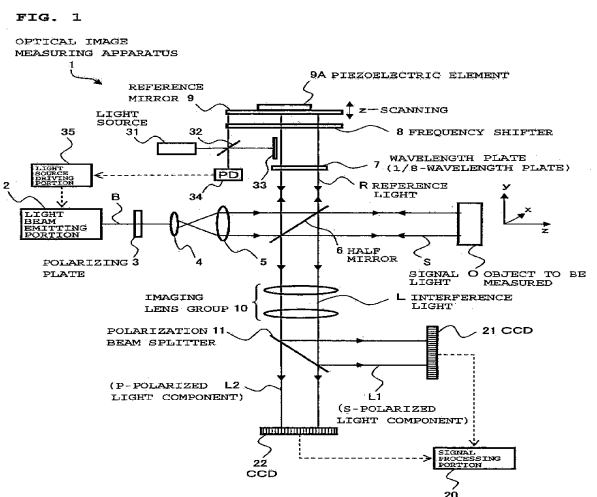 FIG. 1
OPTICAL IMAGE
MEASURING APPARATUS
1
9A PIEZOELECTRIC ELEMENT
REFERENCE
MIRROR 9
z-SCANNING
LIGHT
SOURCE
8 FREQUENCY SHIFTER
31
32
35
LIGHT
SOURCE DRIVING
PORTION
33
7
WAVELENGTH PLATE
(1/8-WAVELENGTH PLATE)
PD
34
R REFERENCE
LIGHT
2
LIGHT
BEAM
EMITTING
PORTION
B
y
x
z
3
POLARIZING
PLATE
4
5
6 HALF
MIRROR
S
SIGNAL
LIGHT
O OBJECT TO BE
MEASURED
IMAGING
LENS GROUP 10
L INTERFERENCE
LIGHT
POLARIZATION 11
BEAM SPLITTER
21 CCD
(P-POLARIZED L2
LIGHT COMPONENT)
L1
(S-POLARIZED
LIGHT COMPONENT)
22
CCD
SIGNAL
PROCESSING
PORTION
20